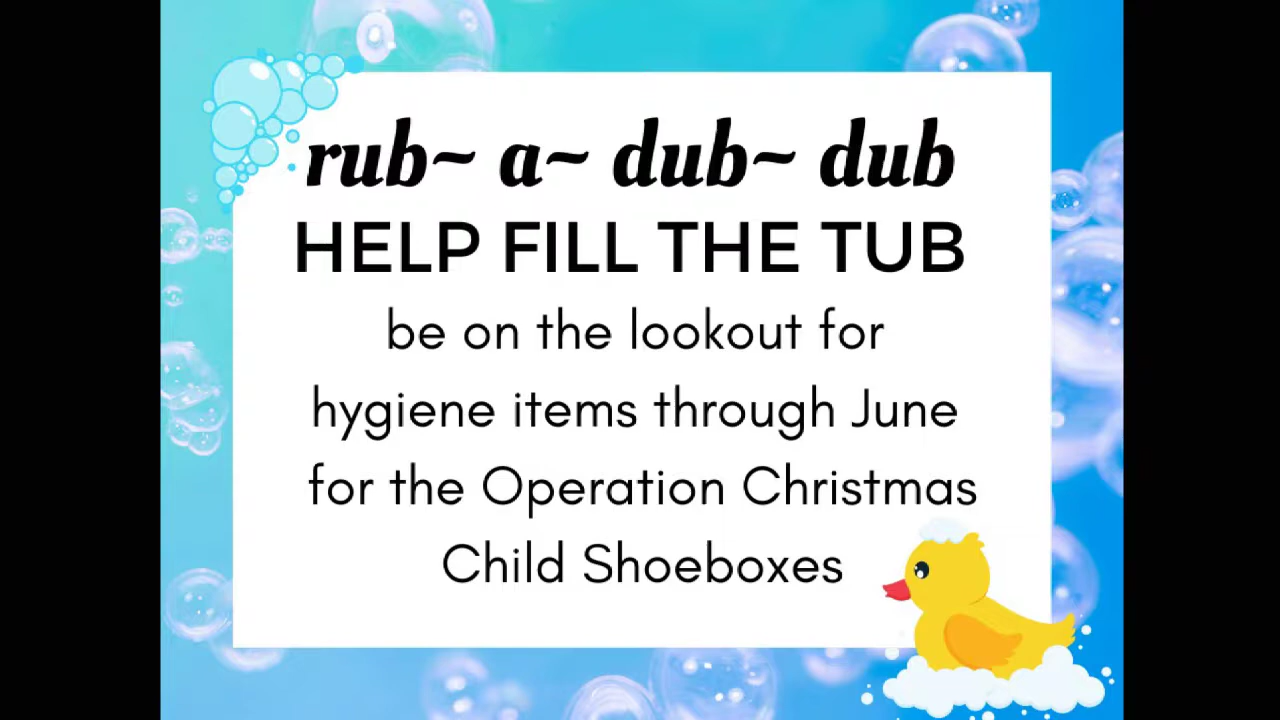 rub~ a~ dub~ dub
HELP FILL THE TUB
be on the lookout for
hygiene items through June
for the Operation Christmas
Child Shoeboxes